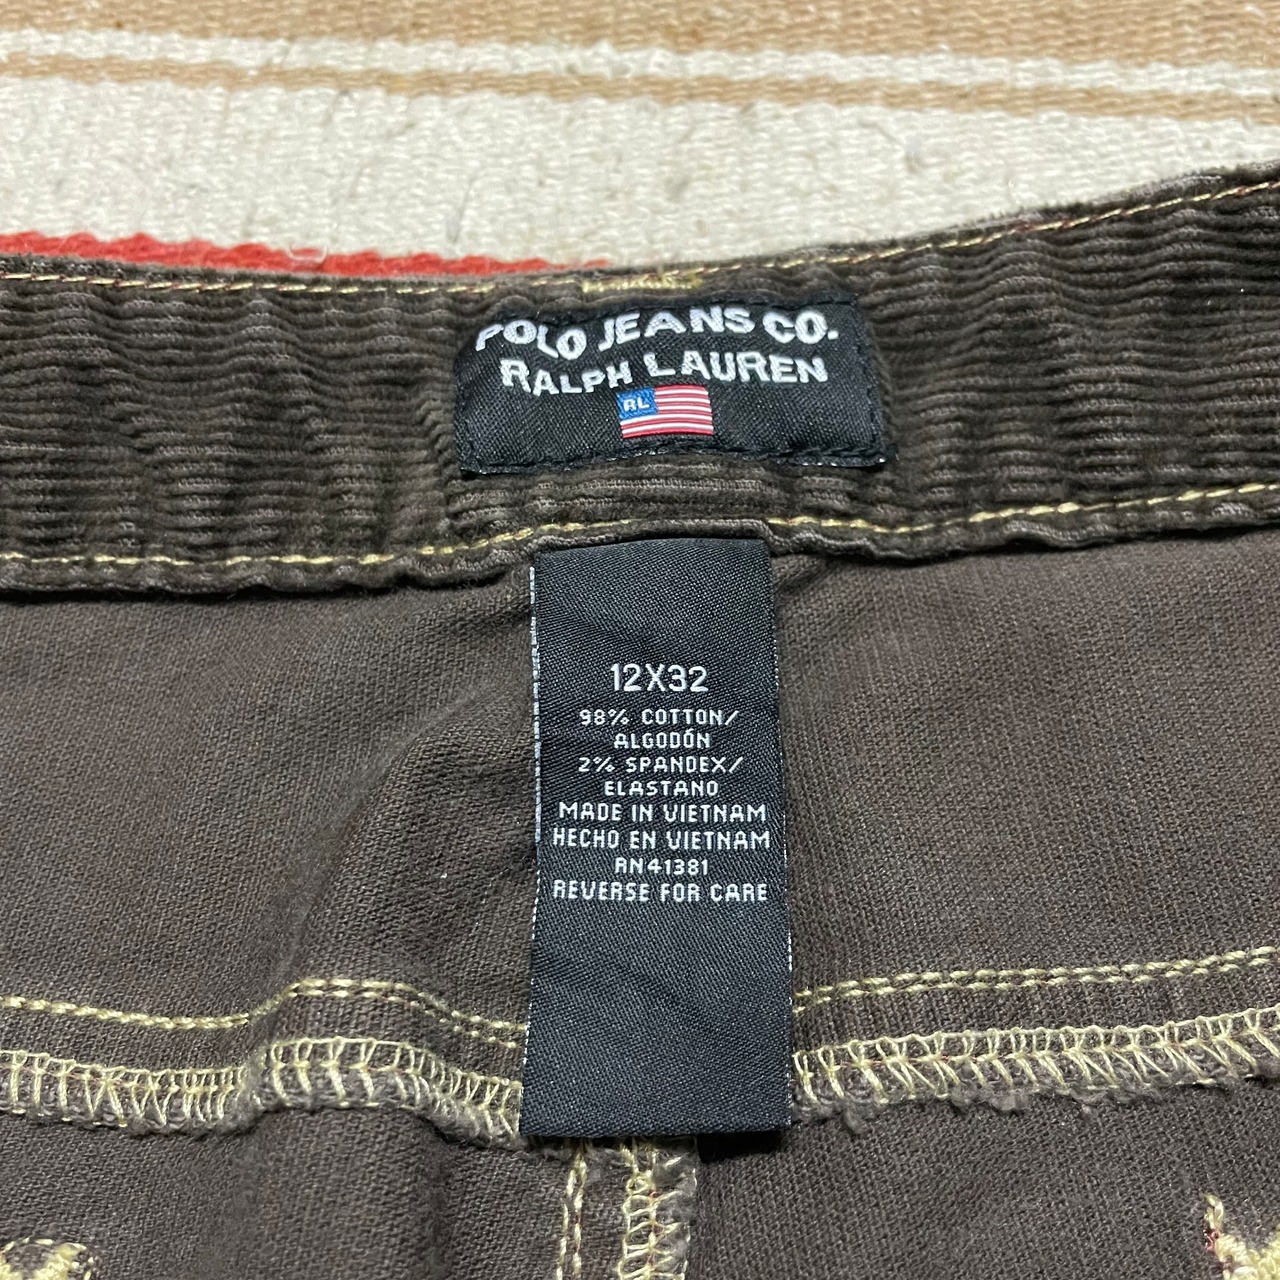 POLO JEANS CO.
RALPH LAUREN
RL
12X32
98% COTTON/
ALGODÓN
2% SPANDEX/
ELASTANO
MADE IN VIETNAM
HECHO EN VIETNAM
RN41381
REVERSE FOR CARE